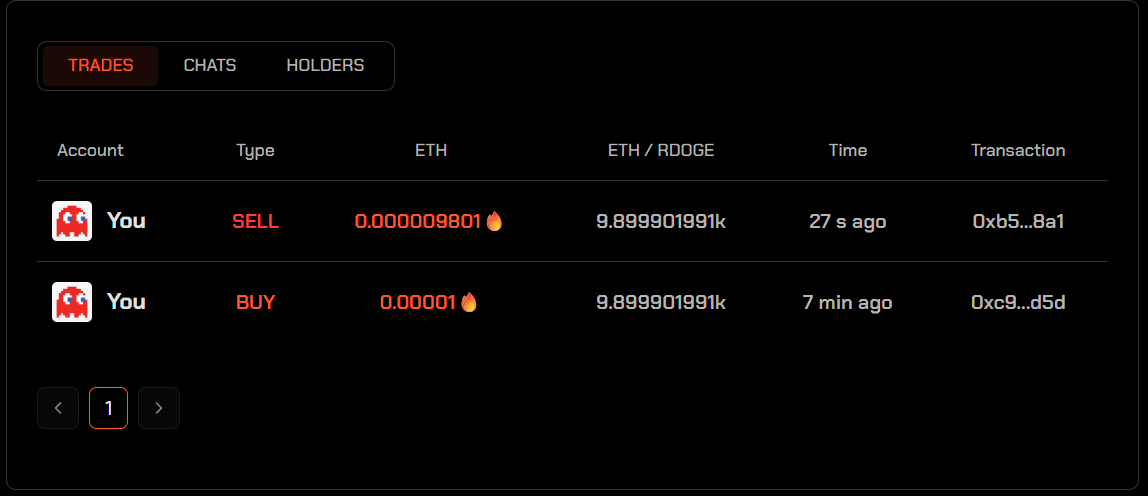 TRADES CHATS HOLDERS
Account Type ETH ETH / RDOGE Time Transaction
You SELL 0.000009801 9.899901991k 27 s ago 0xb5...8a1
You BUY 0.00001 9.899901991k 7 min ago 0xc9...d5d
1